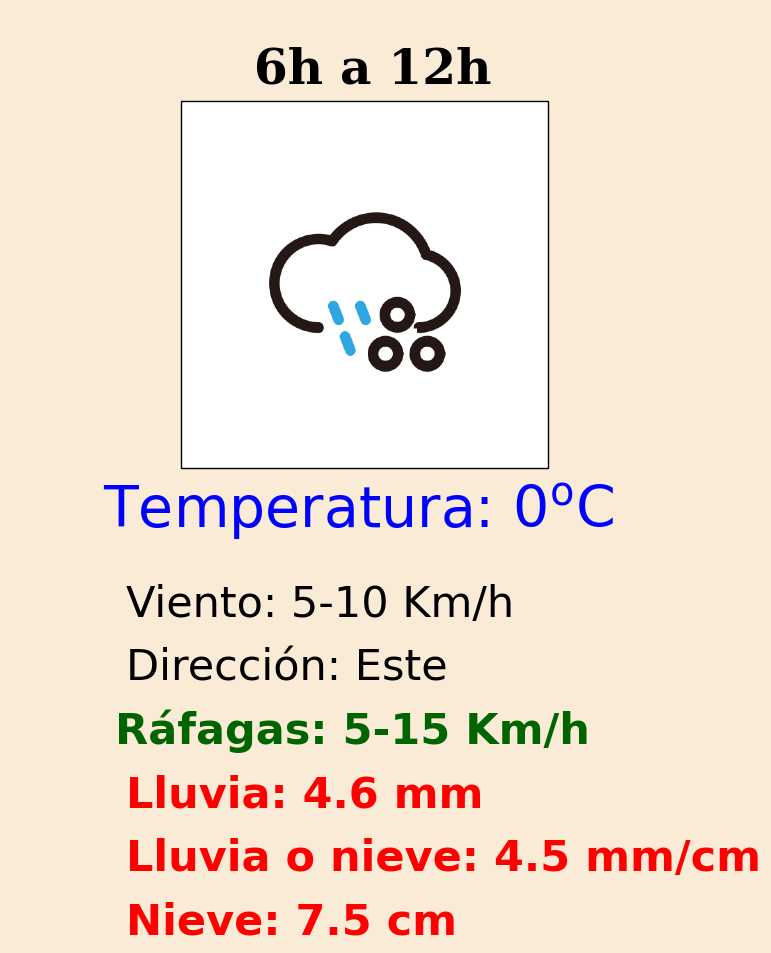 6h a 12h
Temperatura: 0ºC
Viento: 5-10 Km/h
Dirección: Este
Ráfagas: 5-15 Km/h
Lluvia: 4.6 mm
Lluvia o nieve: 4.5 mm/cm
Nieve: 7.5 cm